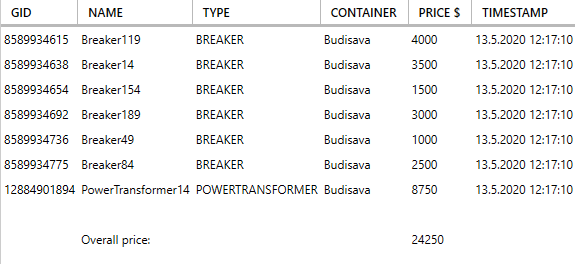 GID NAME TYPE CONTAINER PRICE $ TIMESTAMP
8589934615 Breaker119 BREAKER Budisava 4000 13.5.2020 12:17:10
8589934638 Breaker14 BREAKER Budisava 3500 13.5.2020 12:17:10
8589934654 Breaker154 BREAKER Budisava 1500 13.5.2020 12:17:10
8589934692 Breaker189 BREAKER Budisava 3000 13.5.2020 12:17:10
8589934736 Breaker49 BREAKER Budisava 1000 13.5.2020 12:17:10
8589934775 Breaker84 BREAKER Budisava 2500 13.5.2020 12:17:10
12884901894 PowerTransformer14 POWERTRANSFORMER Budisava 8750 13.5.2020 12:17:10
Overall price: 24250